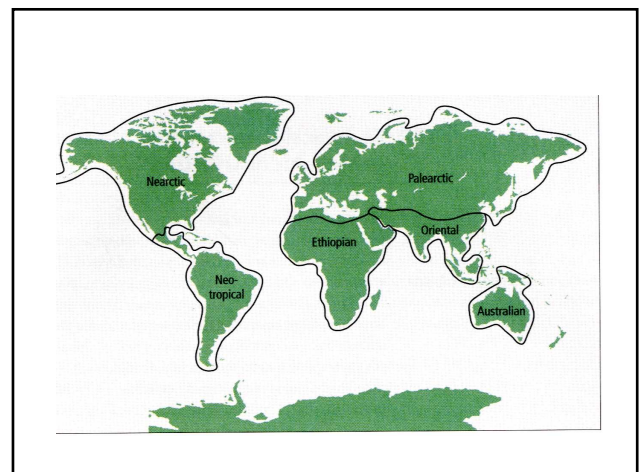 Nearctic
Palearctic
Ethiopian
Oriental
Neo-
tropical
Australian